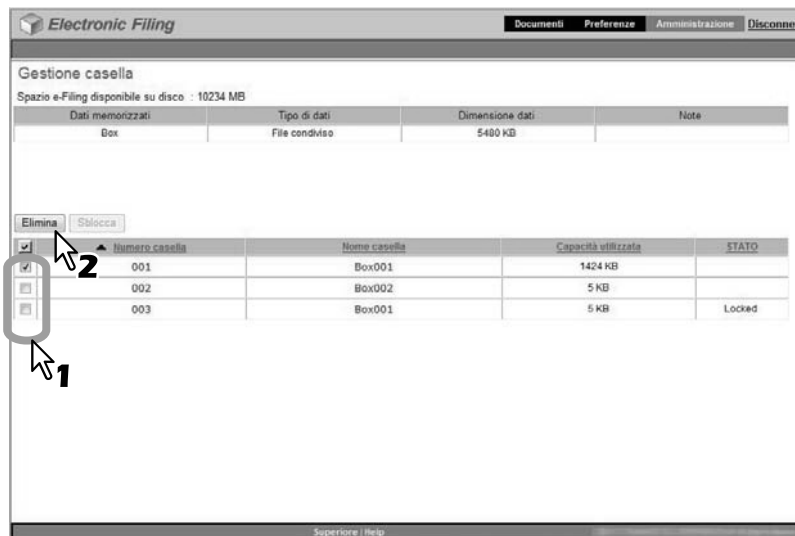 Electronic Filing
Documenti Preferenze Amministrazione Disconne
Gestione casella
Spazio e-Filing disponibile su disco : 10234 MB
Dati memorizzati Tipo di dati Dimensione dati Note
Box File condiviso 5480 KB
Elimina Sblocca
Numero casella Nome casella Capacità utilizzata STATO
001 Box001 1424 KB
002 Box002 5 KB
003 Box001 5 KB Locked
2
1
Superiore | Help